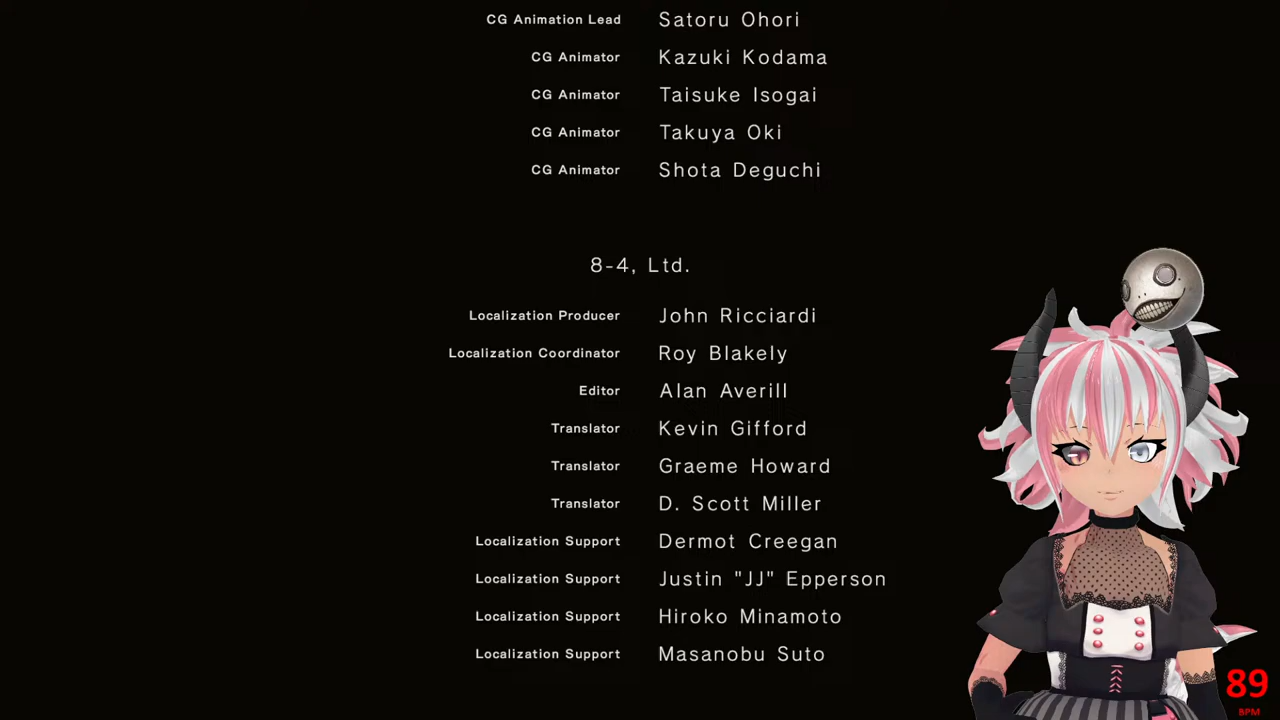 CG Animation Lead Satoru Ohori
CG Animator Kazuki Kodama
CG Animator Taisuke Isogai
CG Animator Takuya Oki
CG Animator Shota Deguchi
8-4, Ltd.
Localization Producer John Ricciardi
Localization Coordinator Roy Blakely
Editor Alan Averill
Translator Kevin Gifford
Translator Graeme Howard
Translator D. Scott Miller
Localization Support Dermot Creegan
Localization Support Justin "JJ" Epperson
Localization Support Hiroko Minamoto
Localization Support Masanobu Suto
89
BPM